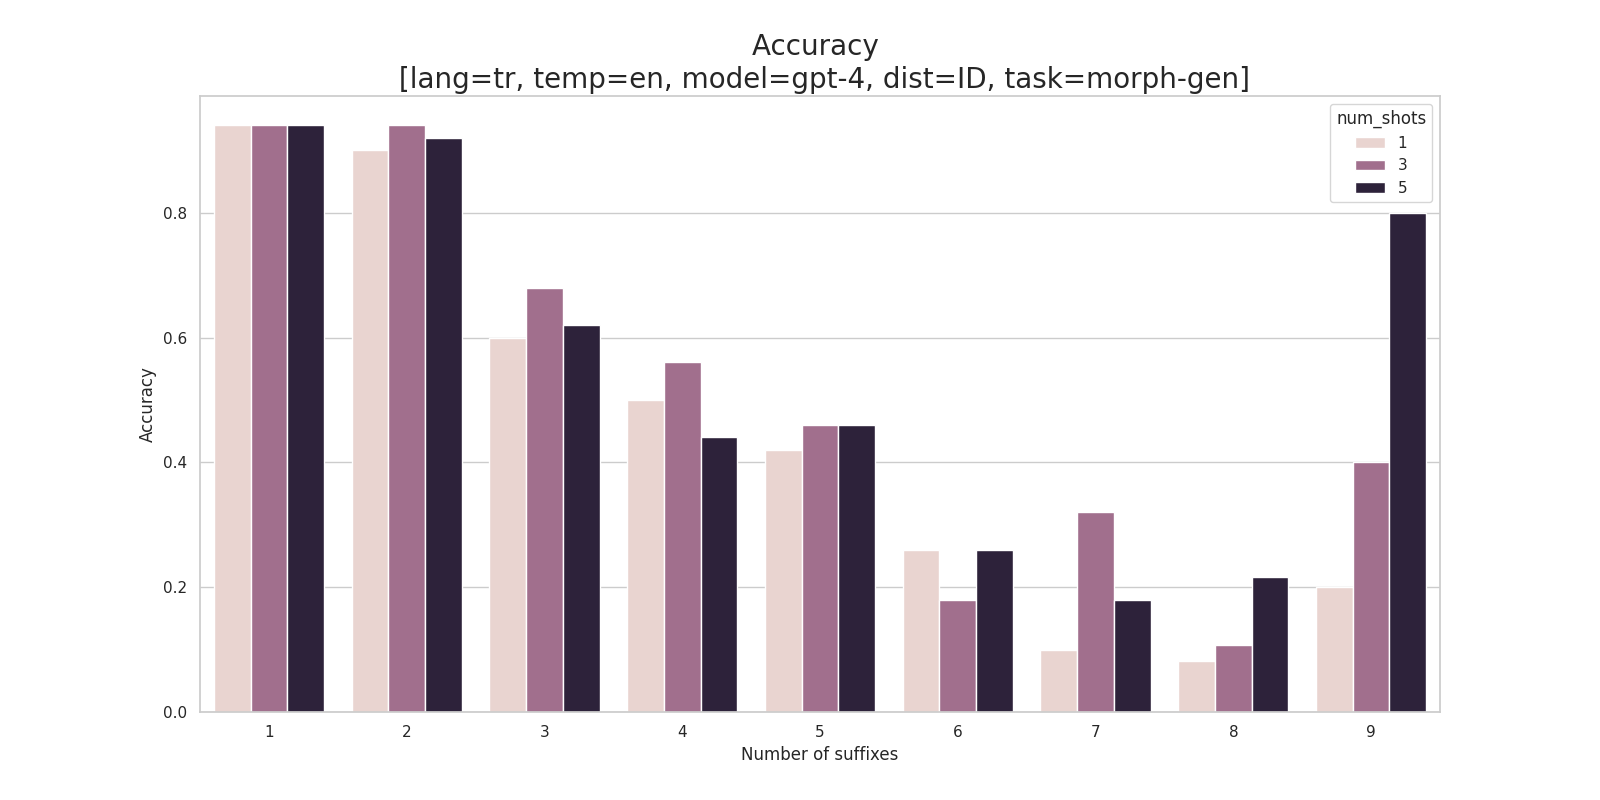 Accuracy
[lang=tr, temp=en, model=gpt-4, dist=ID, task=morph-gen]
num_shots
1
3
5
0.8
0.6
0.4
0.2
0.0
Accuracy
1 2 3 4 5 6 7 8 9
Number of suffixes